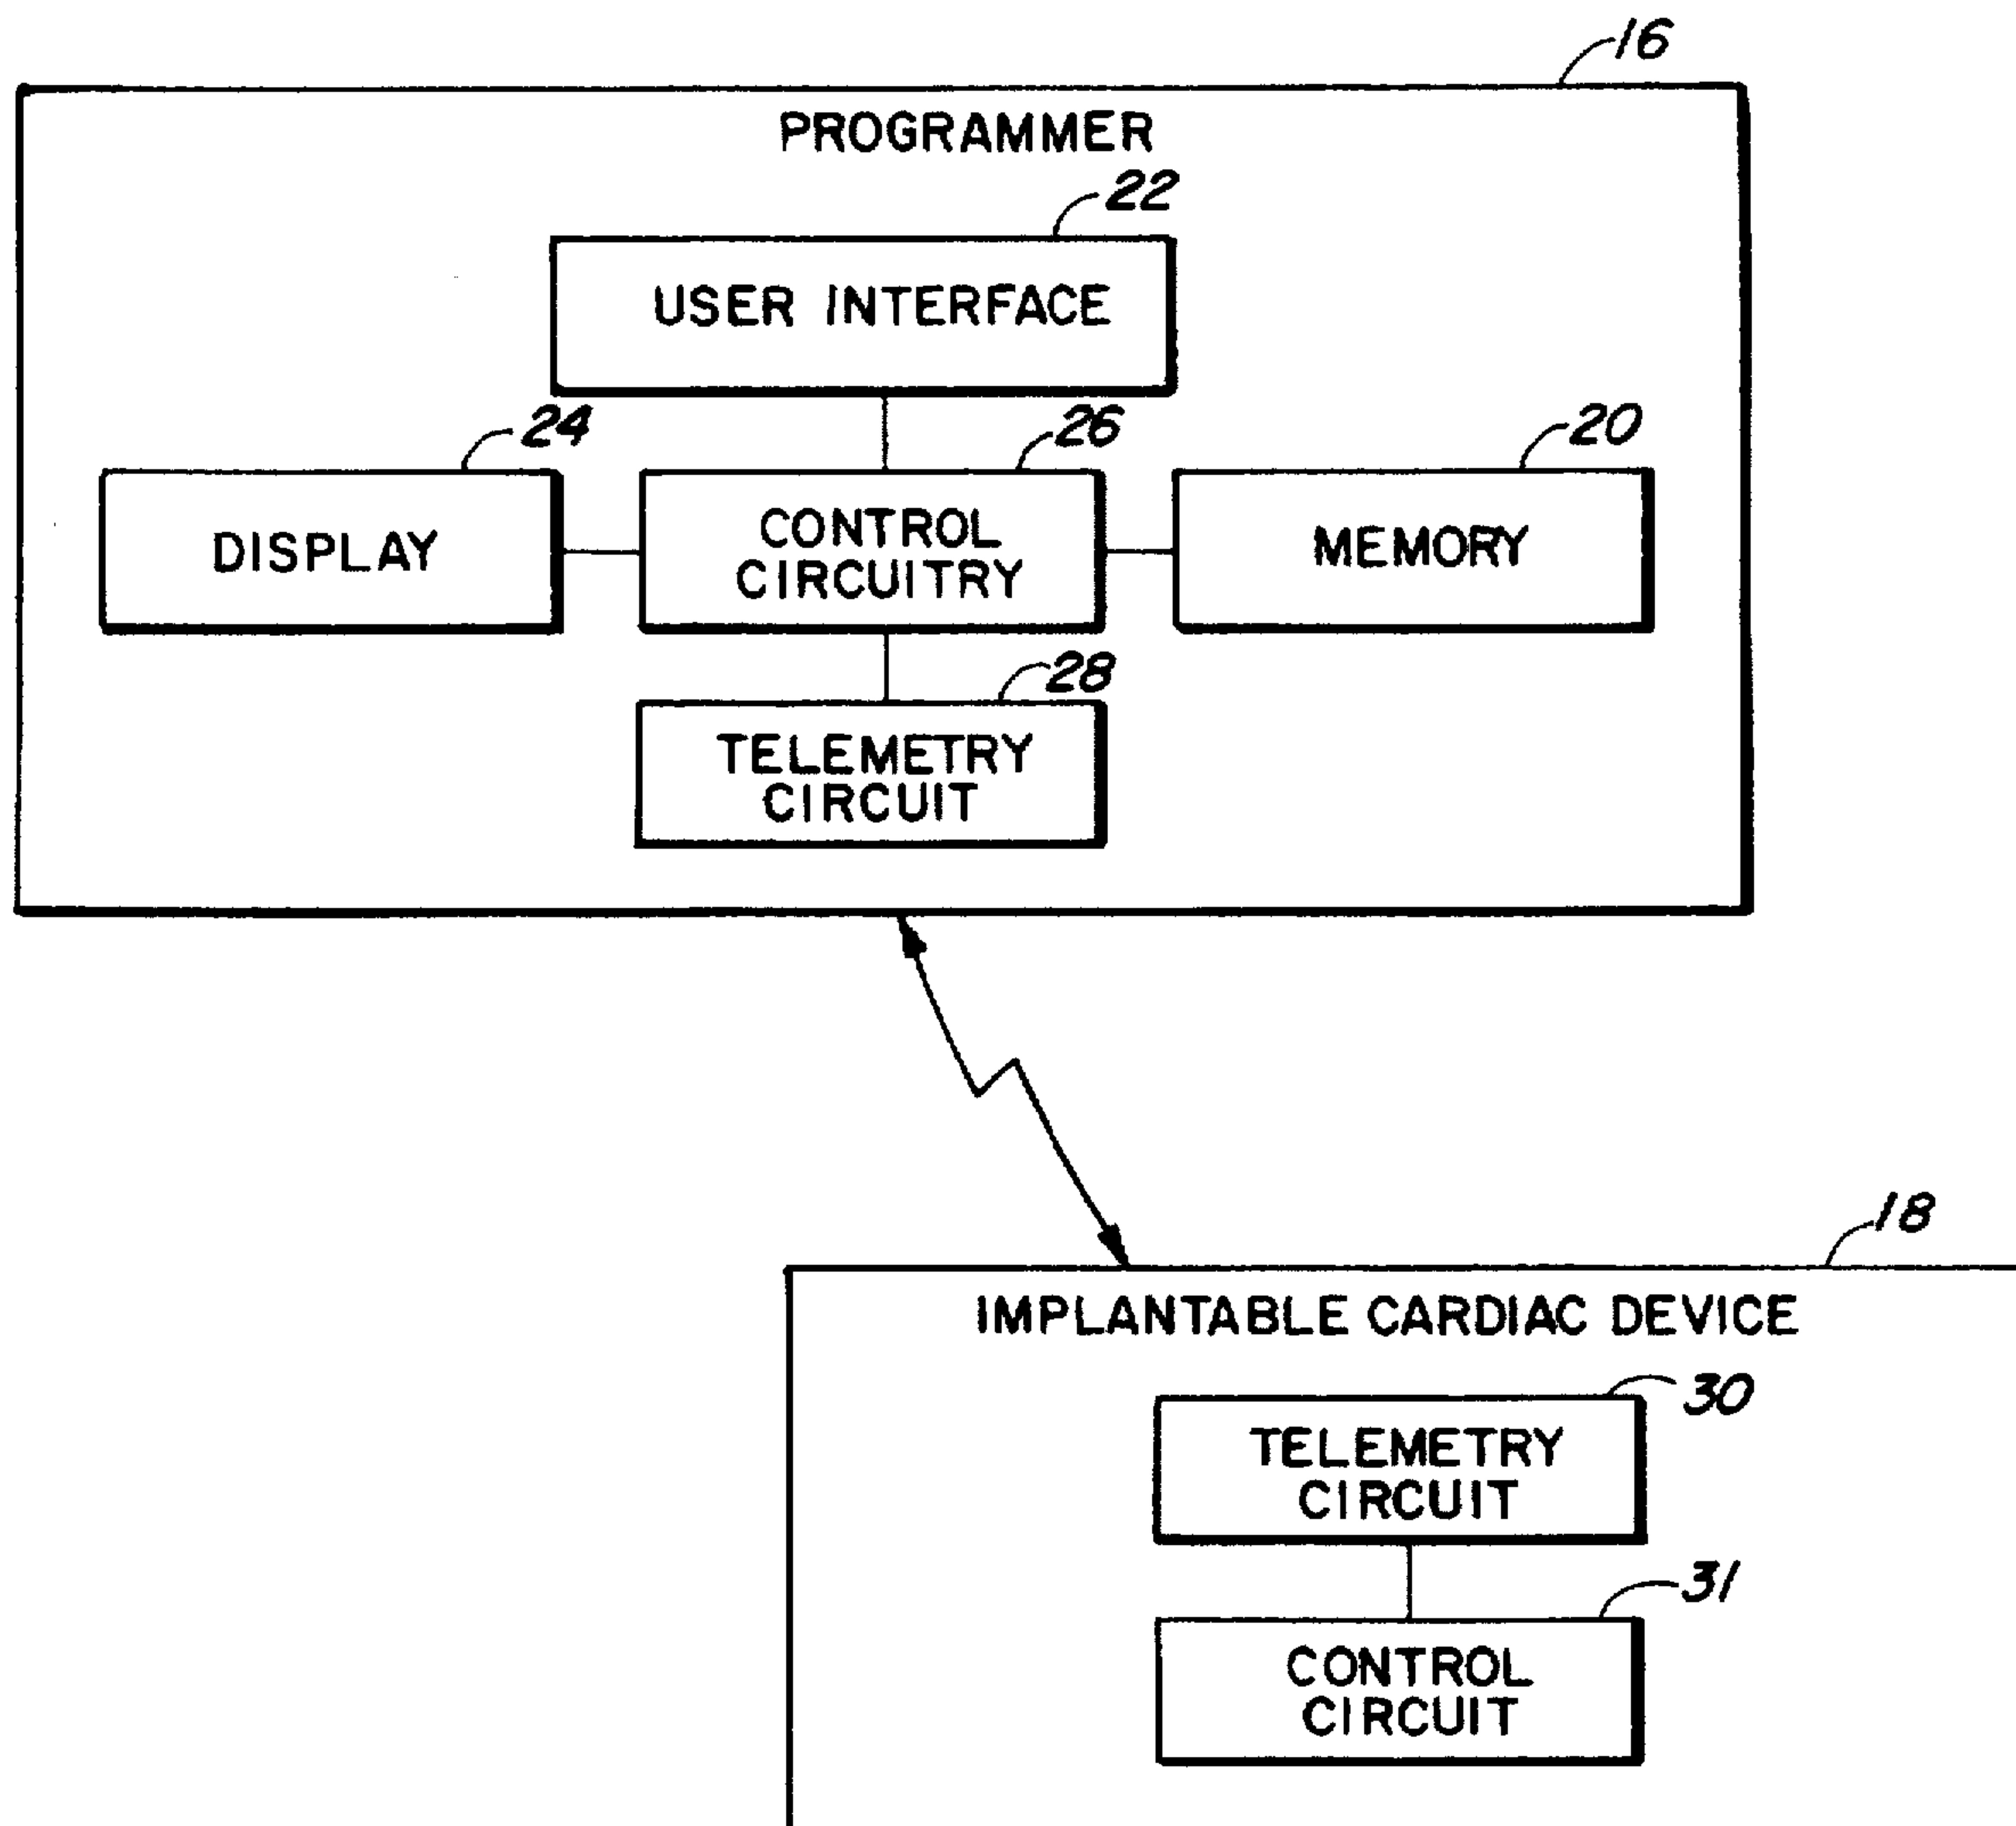 16
PROGRAMMER
22
USER INTERFACE
24
26
20
DISPLAY
CONTROL
CIRCUITRY
MEMORY
28
TELEMETRY
CIRCUIT
18
IMPLANTABLE CARDIAC DEVICE
30
TELEMETRY
CIRCUIT
31
CONTROL
CIRCUIT